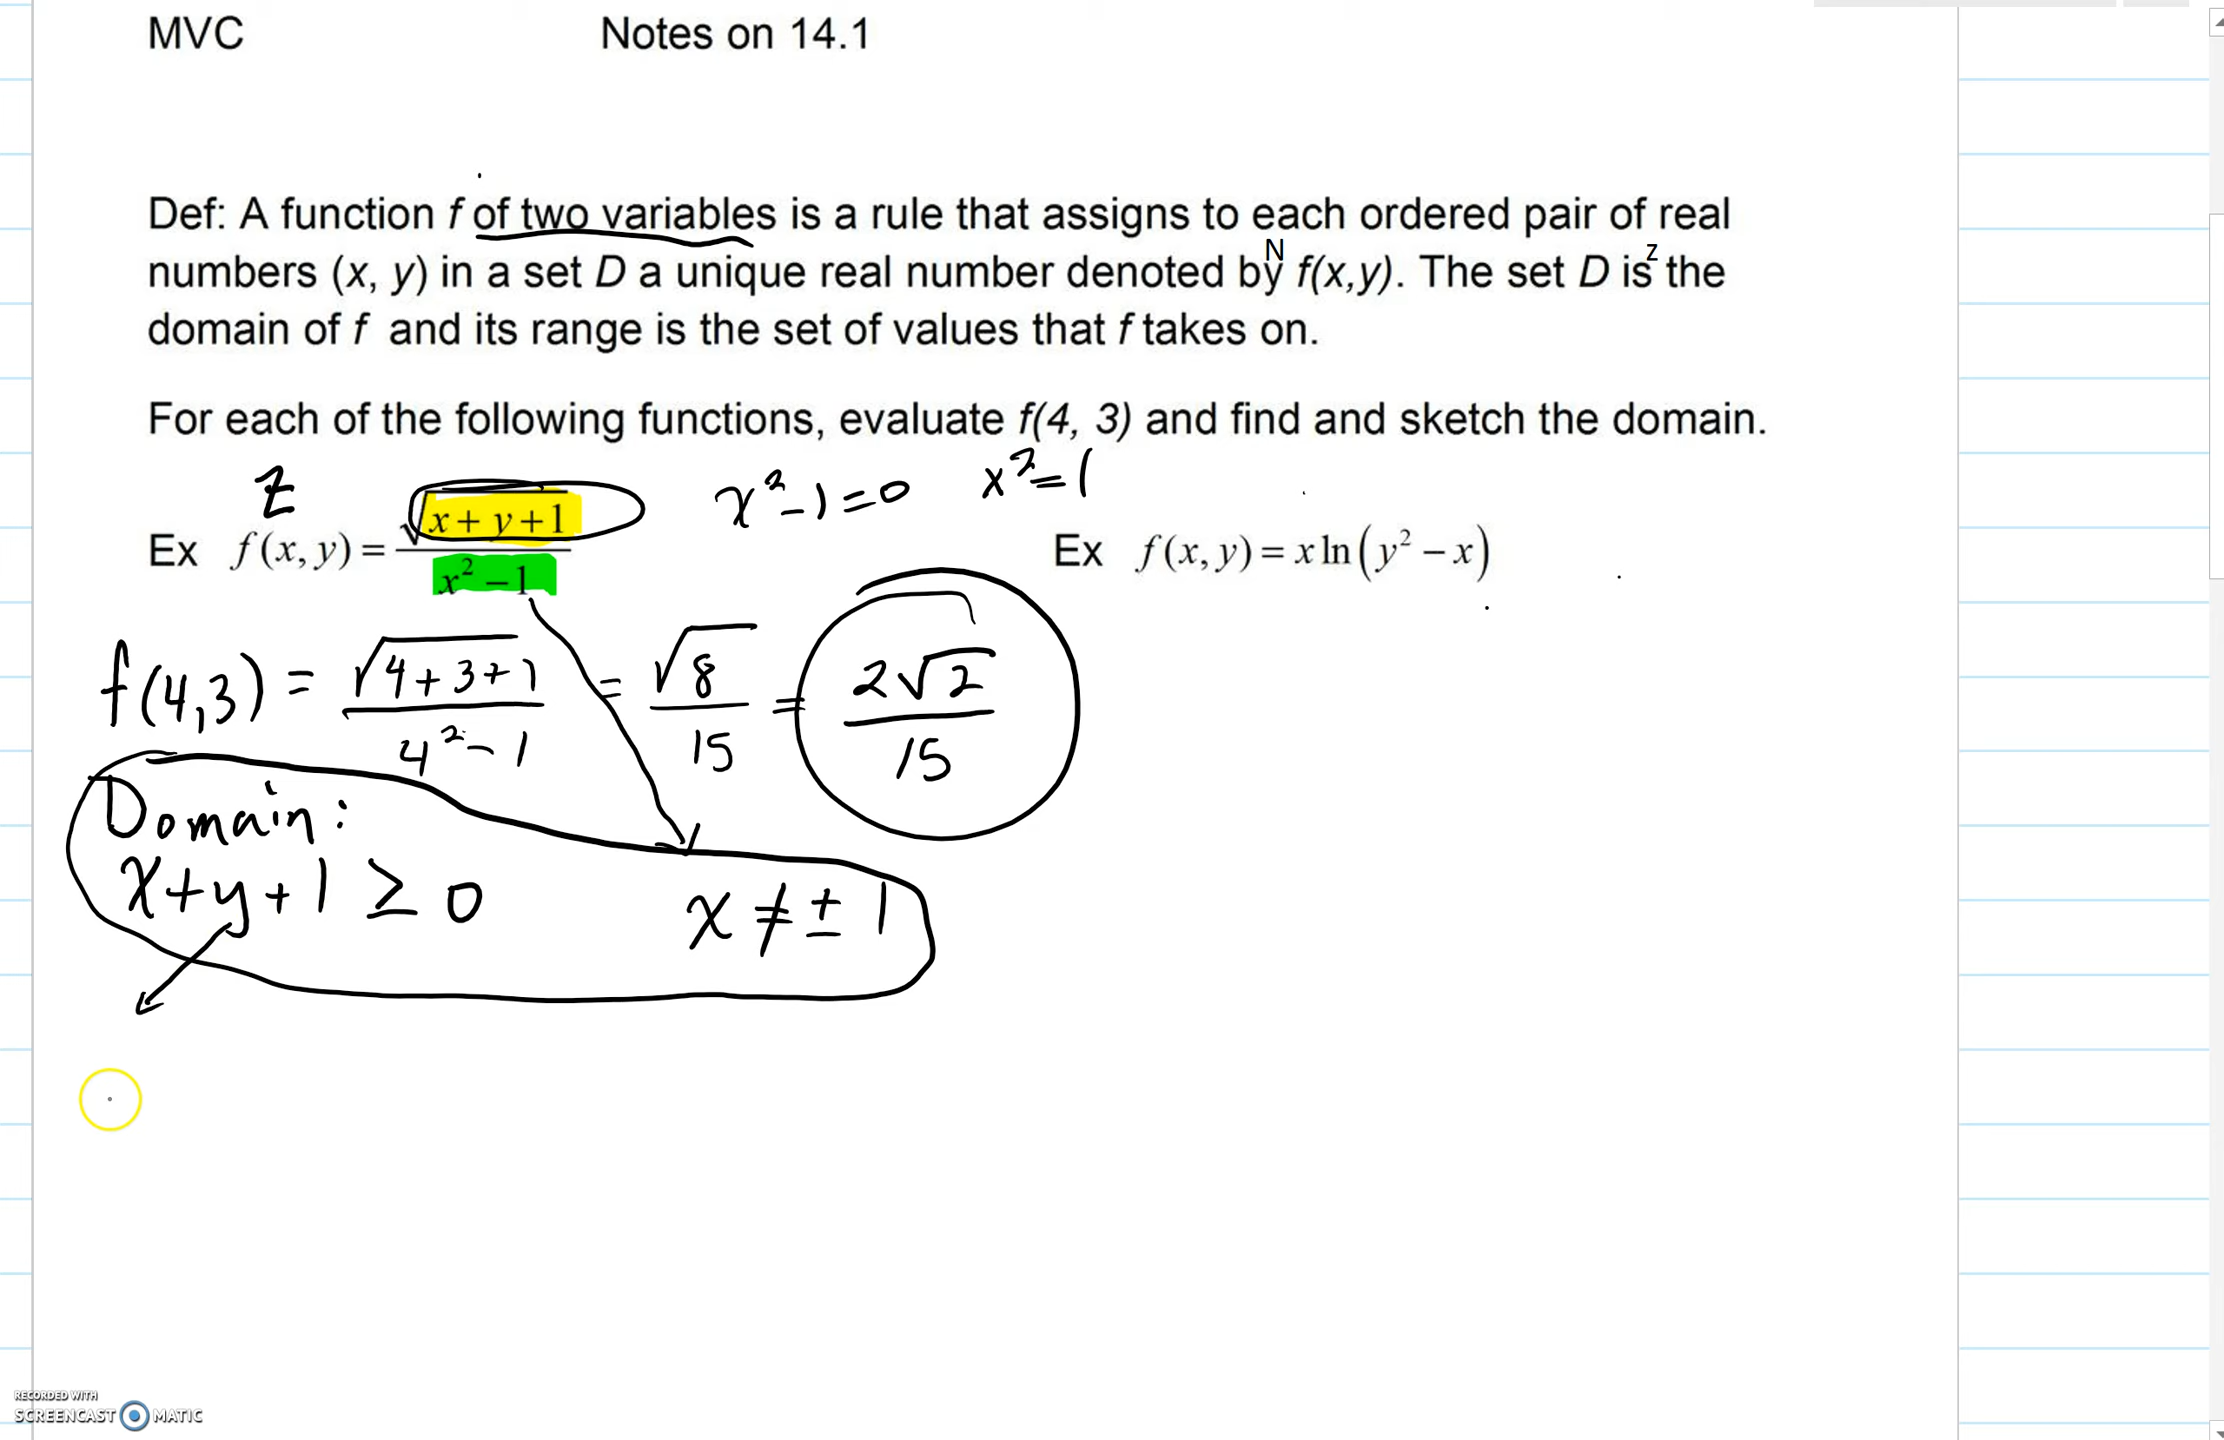 MVC Notes on 14.1
Def: A function f of two variables is a rule that assigns to each ordered pair of real
N z
numbers (x, y) in a set D a unique real number denoted by f(x,y). The set D is the
domain of f and its range is the set of values that f takes on.
For each of the following functions, evaluate f(4, 3) and find and sketch the domain.
z x² - 1 = 0 x² = 1
Ex f(x, y) = √(x + y + 1) / (x² − 1) Ex f(x, y) = x ln(y² − x)
f(4,3) = √(4+3+1) / (4² - 1) = √8 / 15 = 2√2 / 15
Domain:
x + y + 1 ≥ 0 x ≠ ± 1
RECORDED WITH
SCREENCAST MATIC